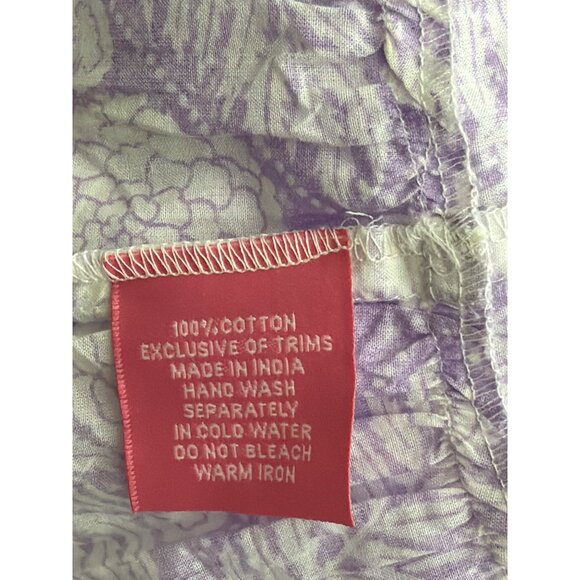 100% COTTON
EXCLUSIVE OF TRIMS
MADE IN INDIA
HAND WASH
SEPARATELY
IN COLD WATER
DO NOT BLEACH
WARM IRON